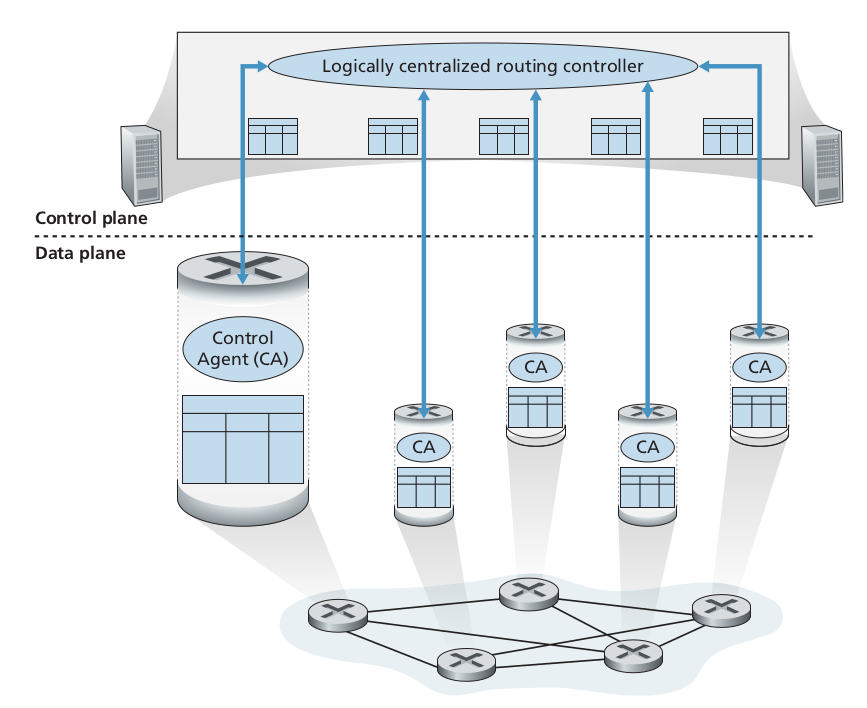 Logically centralized routing controller
Control plane
Data plane
Control
Agent (CA)
CA
CA
CA
CA